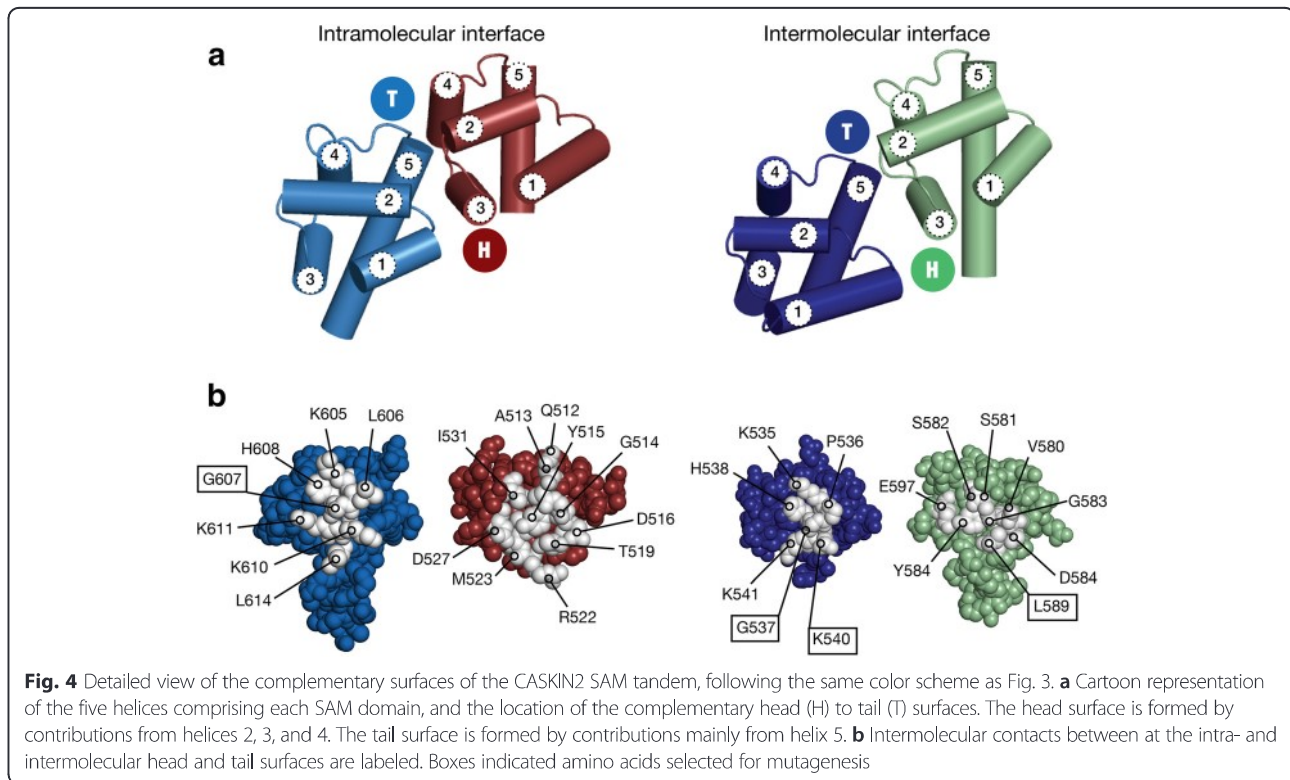 Intramolecular interface
Intermolecular interface
a
T
4
5
2
3
1
H
4
5
2
3
1
T
4
5
2
3
1
H
4
5
2
3
1
b
K605
L606
H608
G607
K611
K610
L614
Q512
A513
Y515
I531
G514
D516
D527
T519
M523
R522
K535
P536
H538
K541
G537
K540
S581
S582
V580
E597
G583
Y584
D584
L589
Fig. 4 Detailed view of the complementary surfaces of the CASKIN2 SAM tandem, following the same color scheme as Fig. 3. a Cartoon representation
of the five helices comprising each SAM domain, and the location of the complementary head (H) to tail (T) surfaces. The head surface is formed by
contributions from helices 2, 3, and 4. The tail surface is formed by contributions mainly from helix 5. b Intermolecular contacts between at the intra- and
intermolecular head and tail surfaces are labeled. Boxes indicated amino acids selected for mutagenesis